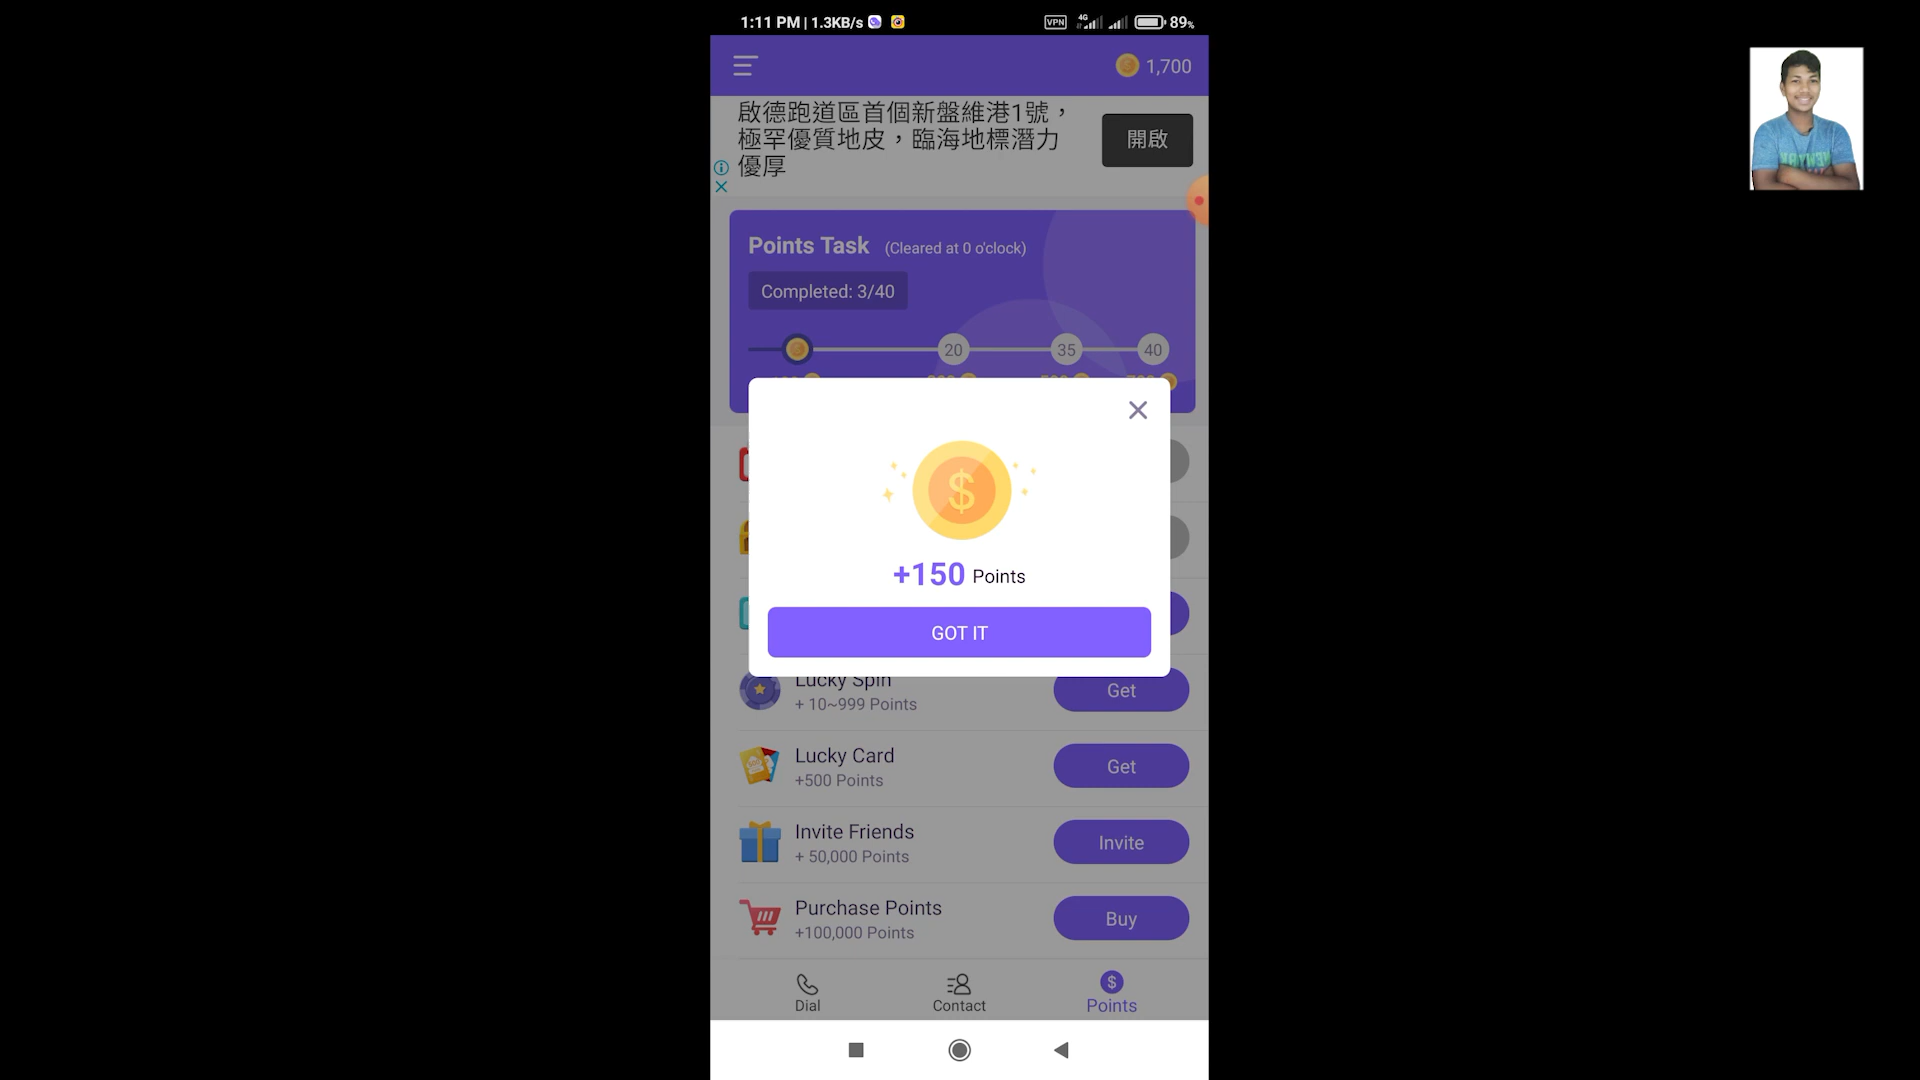 1:11 PM | 1.3KB/s
VPN 4G 89%
1,700
啟德跑道區首個新盤維港1號，
極罕優質地皮，臨海地標潛力
優厚
開啟
Points Task (Cleared at 0 o'clock)
Completed: 3/40
20 35 40
+150 Points
GOT IT
Lucky Spin
+ 10~999 Points
Get
Lucky Card
+500 Points
Get
Invite Friends
+ 50,000 Points
Invite
Purchase Points
+100,000 Points
Buy
Dial
Contact
Points